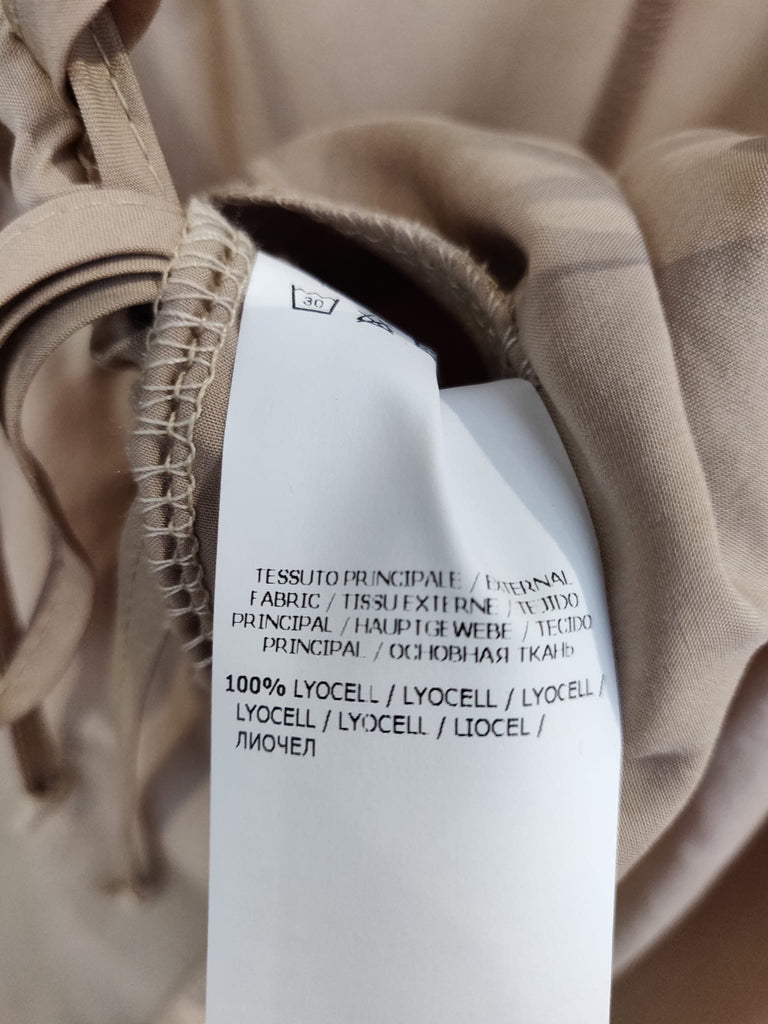 30
TESSUTO PRINCIPALE / EXTERNAL
FABRIC / TISSU EXTERNE / TEJIDO
PRINCIPAL / HAUPTGEWEBE / TECIDO
PRINCIPAL / ОСНОВНАЯ ТКАНЬ
100% LYOCELL / LYOCELL / LYOCELL /
LYOCELL / LYOCELL / LIOCEL /
ЛИОЧЕЛ